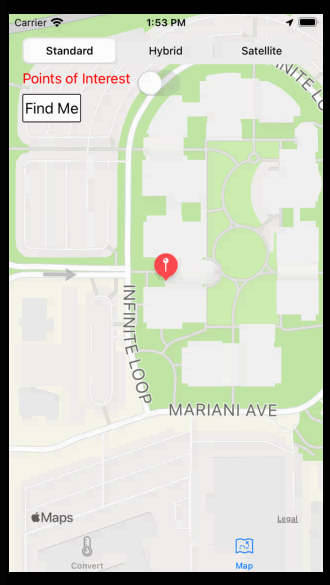 Carrier 1:53 PM
Standard Hybrid Satellite
Points of Interest
Find Me
INFINITE LOOP
INFINITE LOOP
MARIANI AVE
Maps
Legal
Convert Map